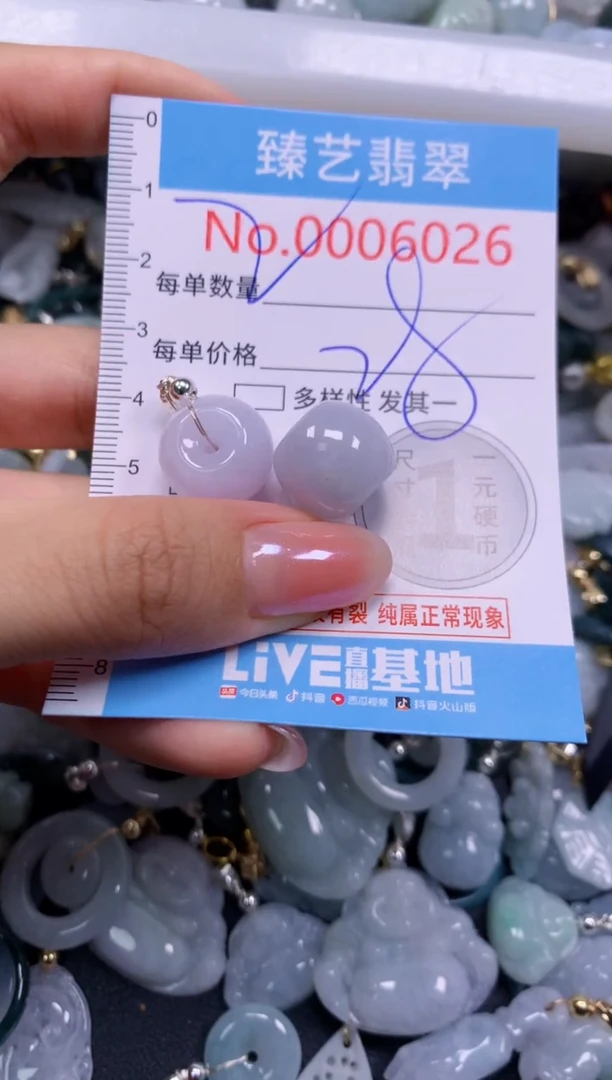 0
臻艺翡翠
1
No.0006026
2
每单数量
3
每单价格
4
多样性 发其一
5
尺 一
寸 元
硬
1
币
有裂 纯属正常现象
8
LiVE直播基地
头条 今日头条 抖音 西瓜视频 抖音火山版